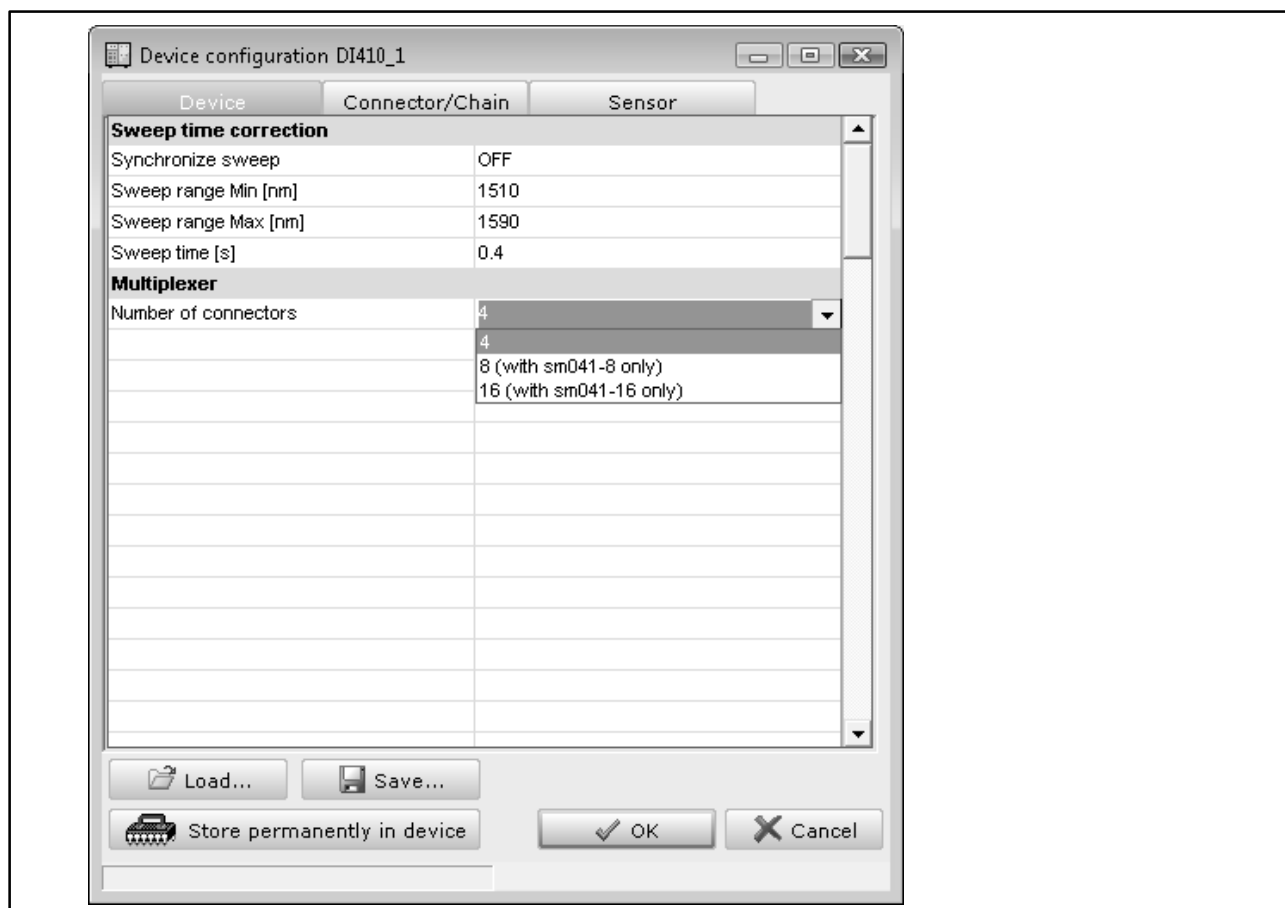 Device configuration DI410_1
Device Connector/Chain Sensor
Sweep time correction
Synchronize sweep OFF
Sweep range Min [nm] 1510
Sweep range Max [nm] 1590
Sweep time [s] 0.4
Multiplexer
Number of connectors 4
4
8 (with sm041-8 only)
16 (with sm041-16 only)
Load... Save...
Store permanently in device OK Cancel